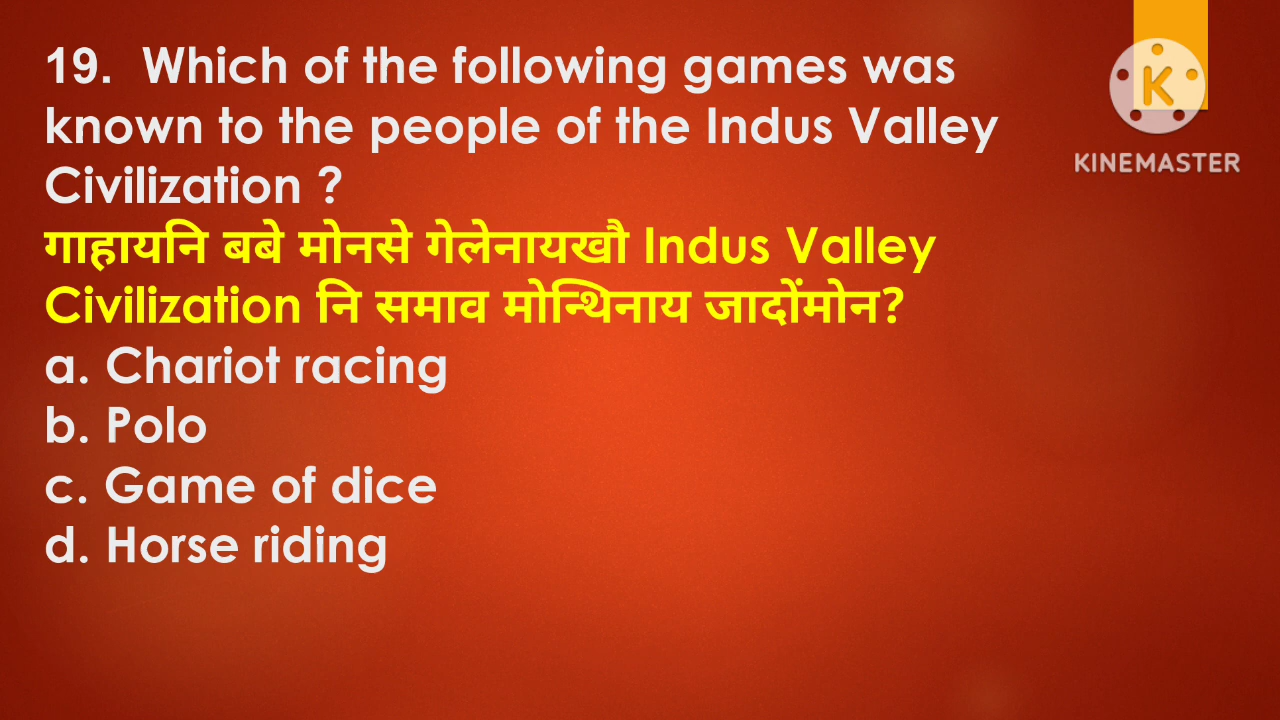 19. Which of the following games was
known to the people of the Indus Valley
Civilization ?
गाहायनि बबे मोनसे गेलेनायखौ Indus Valley
Civilization नि समाव मोन्थिनाय जादोंमोन?
a. Chariot racing
b. Polo
c. Game of dice
d. Horse riding
K
KINEMASTER